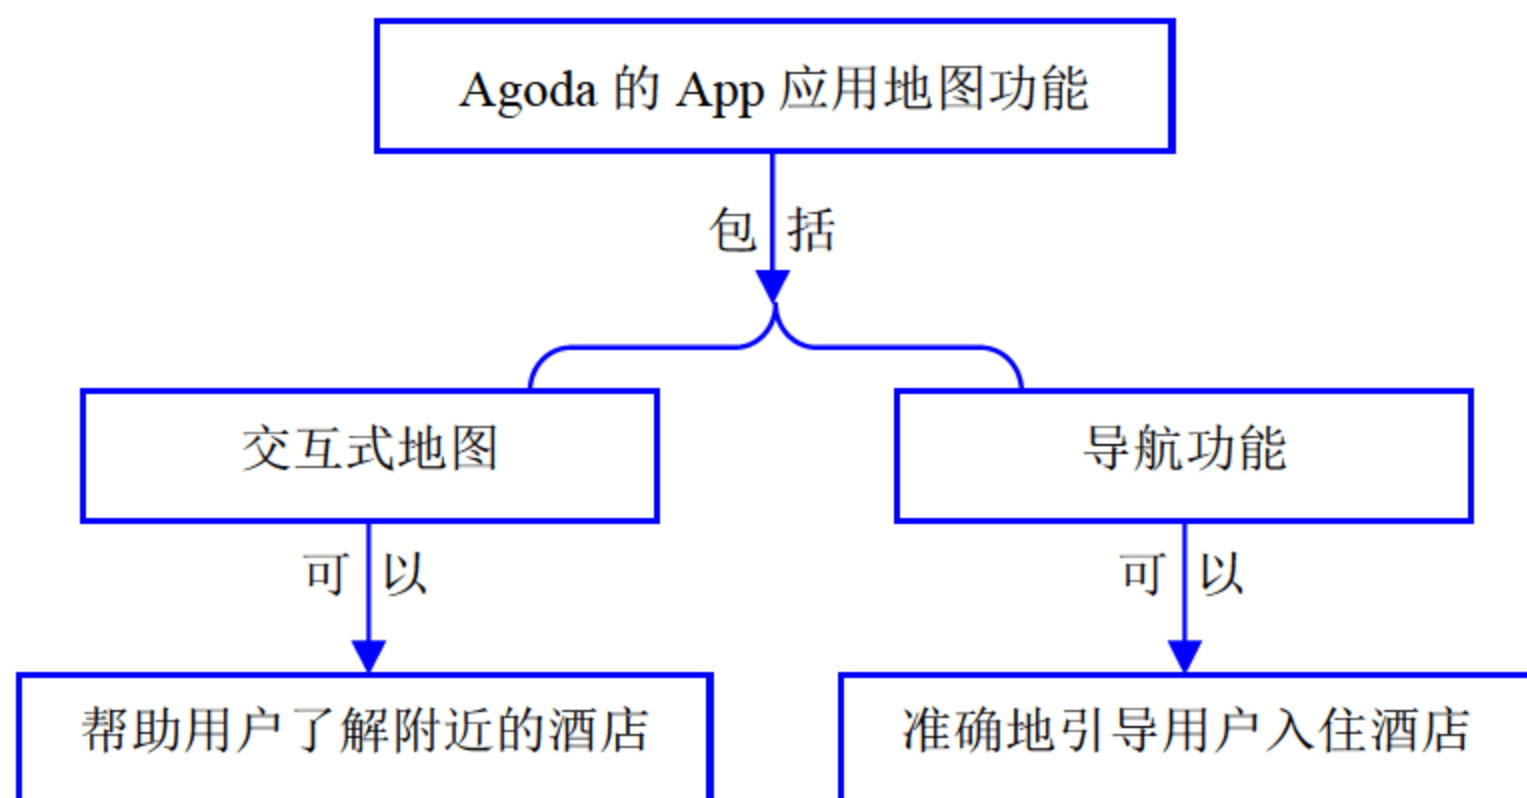 Agoda 的 App 应用地图功能
包括
交互式地图
导航功能
可以
可以
帮助用户了解附近的酒店
准确地引导用户入住酒店